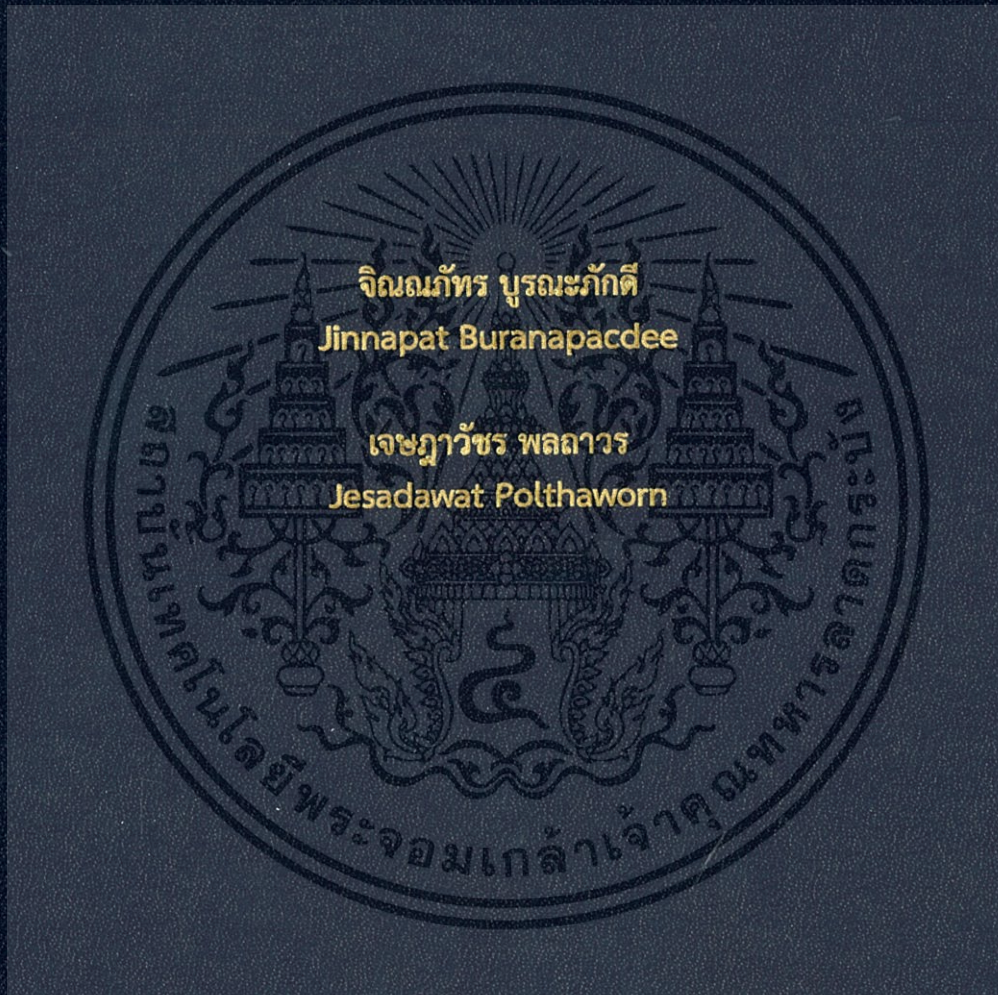 จิณณภัทร บูรณะภักดี
Jinnapat Buranapacdee
เจษฎาวัชร พลถาวร
Jesadawat Polthaworn
สถาบันเทคโนโลยีพระจอมเกล้าเจ้าคุณทหารลาดกระบัง
๔